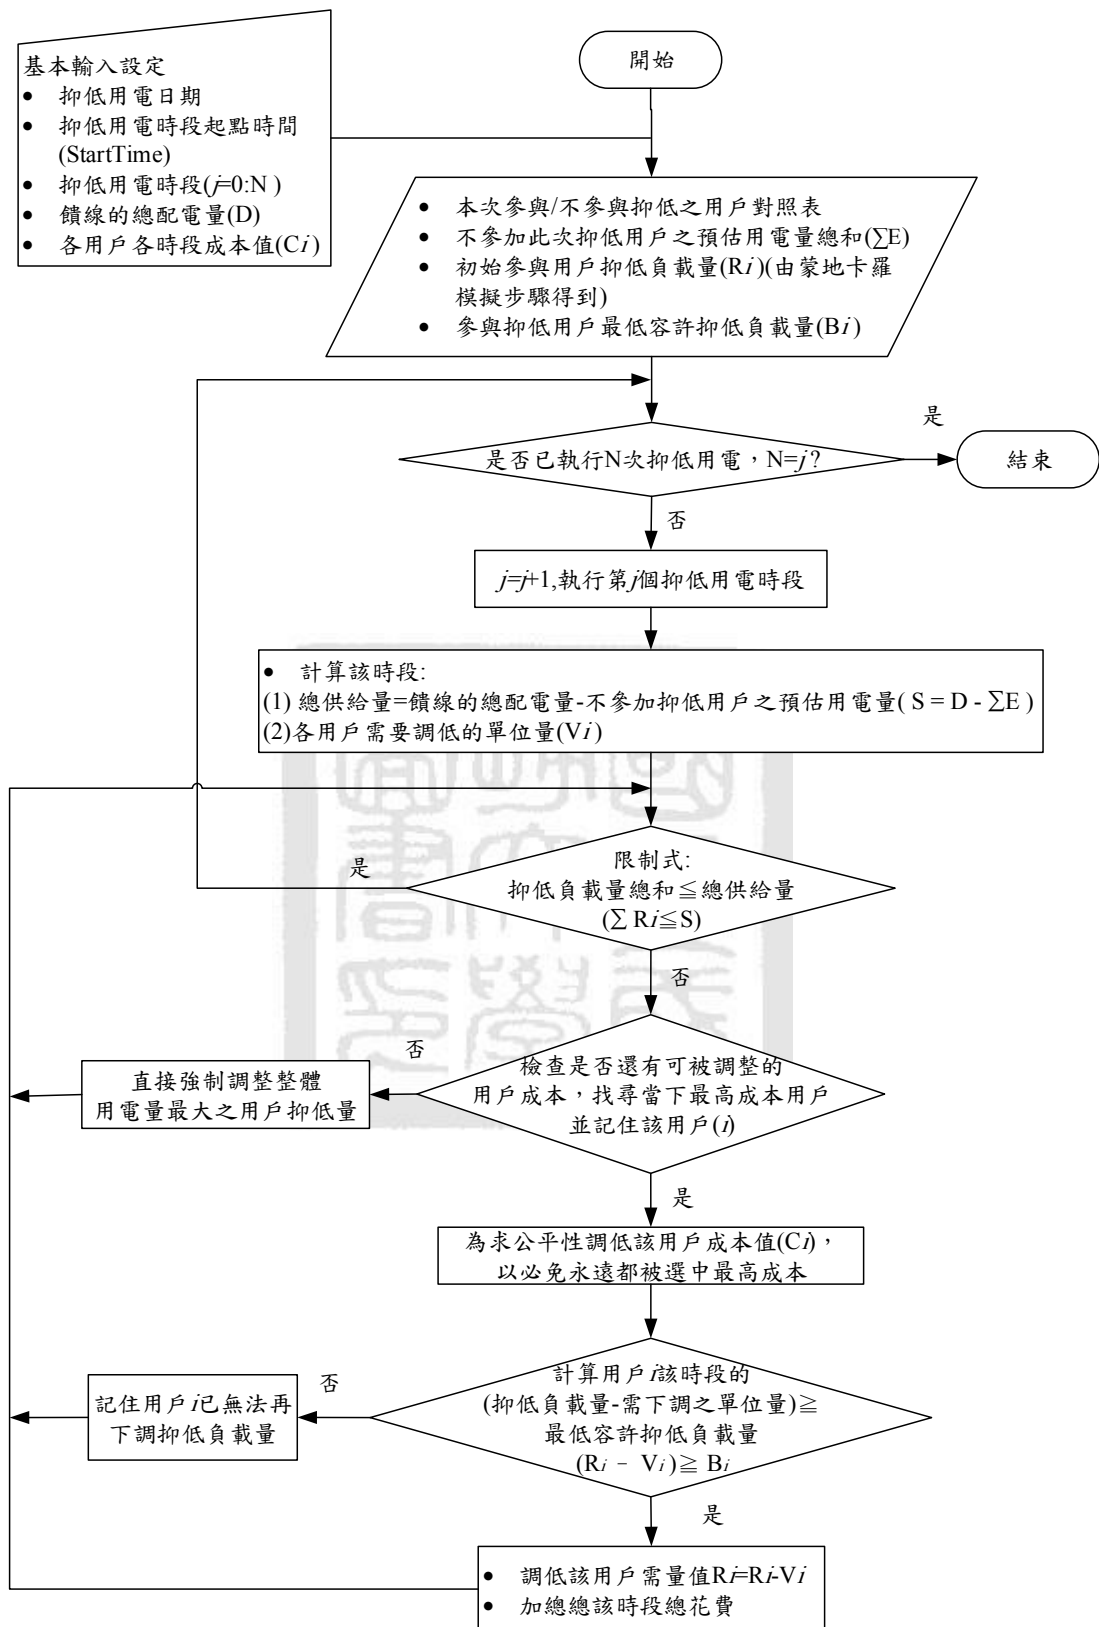 開始
基本輸入設定
• 抑低用電日期
• 抑低用電時段起點時間
(StartTime)
• 抑低用電時段(j=0:N )
• 饋線的總配電量(D)
• 各用戶各時段成本值(Ci)
• 本次參與/不參與抑低之用戶對照表
• 不參加此次抑低用戶之預估用電量總和(∑E)
• 初始參與用戶抑低負載量(Ri)(由蒙地卡羅
模擬步驟得到)
• 參與抑低用戶最低容許抑低負載量(Bi)
是否已執行N次抑低用電，N=j?
是
結束
否
j=j+1,執行第j個抑低用電時段
• 計算該時段:
(1) 總供給量=饋線的總配電量-不參加抑低用戶之預估用電量( S = D - ∑E )
(2)各用戶需要調低的單位量(Vi)
限制式:
抑低負載量總和≦總供給量
(∑ Ri≦S)
是
否
檢查是否還有可被調整的
用戶成本，找尋當下最高成本用戶
並記住該用戶(i)
否
直接強制調整整體
用電量最大之用戶抑低量
是
為求公平性調低該用戶成本值(Ci)，
以必免永遠都被選中最高成本
計算用戶i該時段的
(抑低負載量-需下調之單位量)≧
最低容許抑低負載量
(Ri - Vi)≧ Bi
否
記住用戶i已無法再
下調抑低負載量
是
• 調低該用戶需量值Ri=Ri-Vi
• 加總總該時段總花費